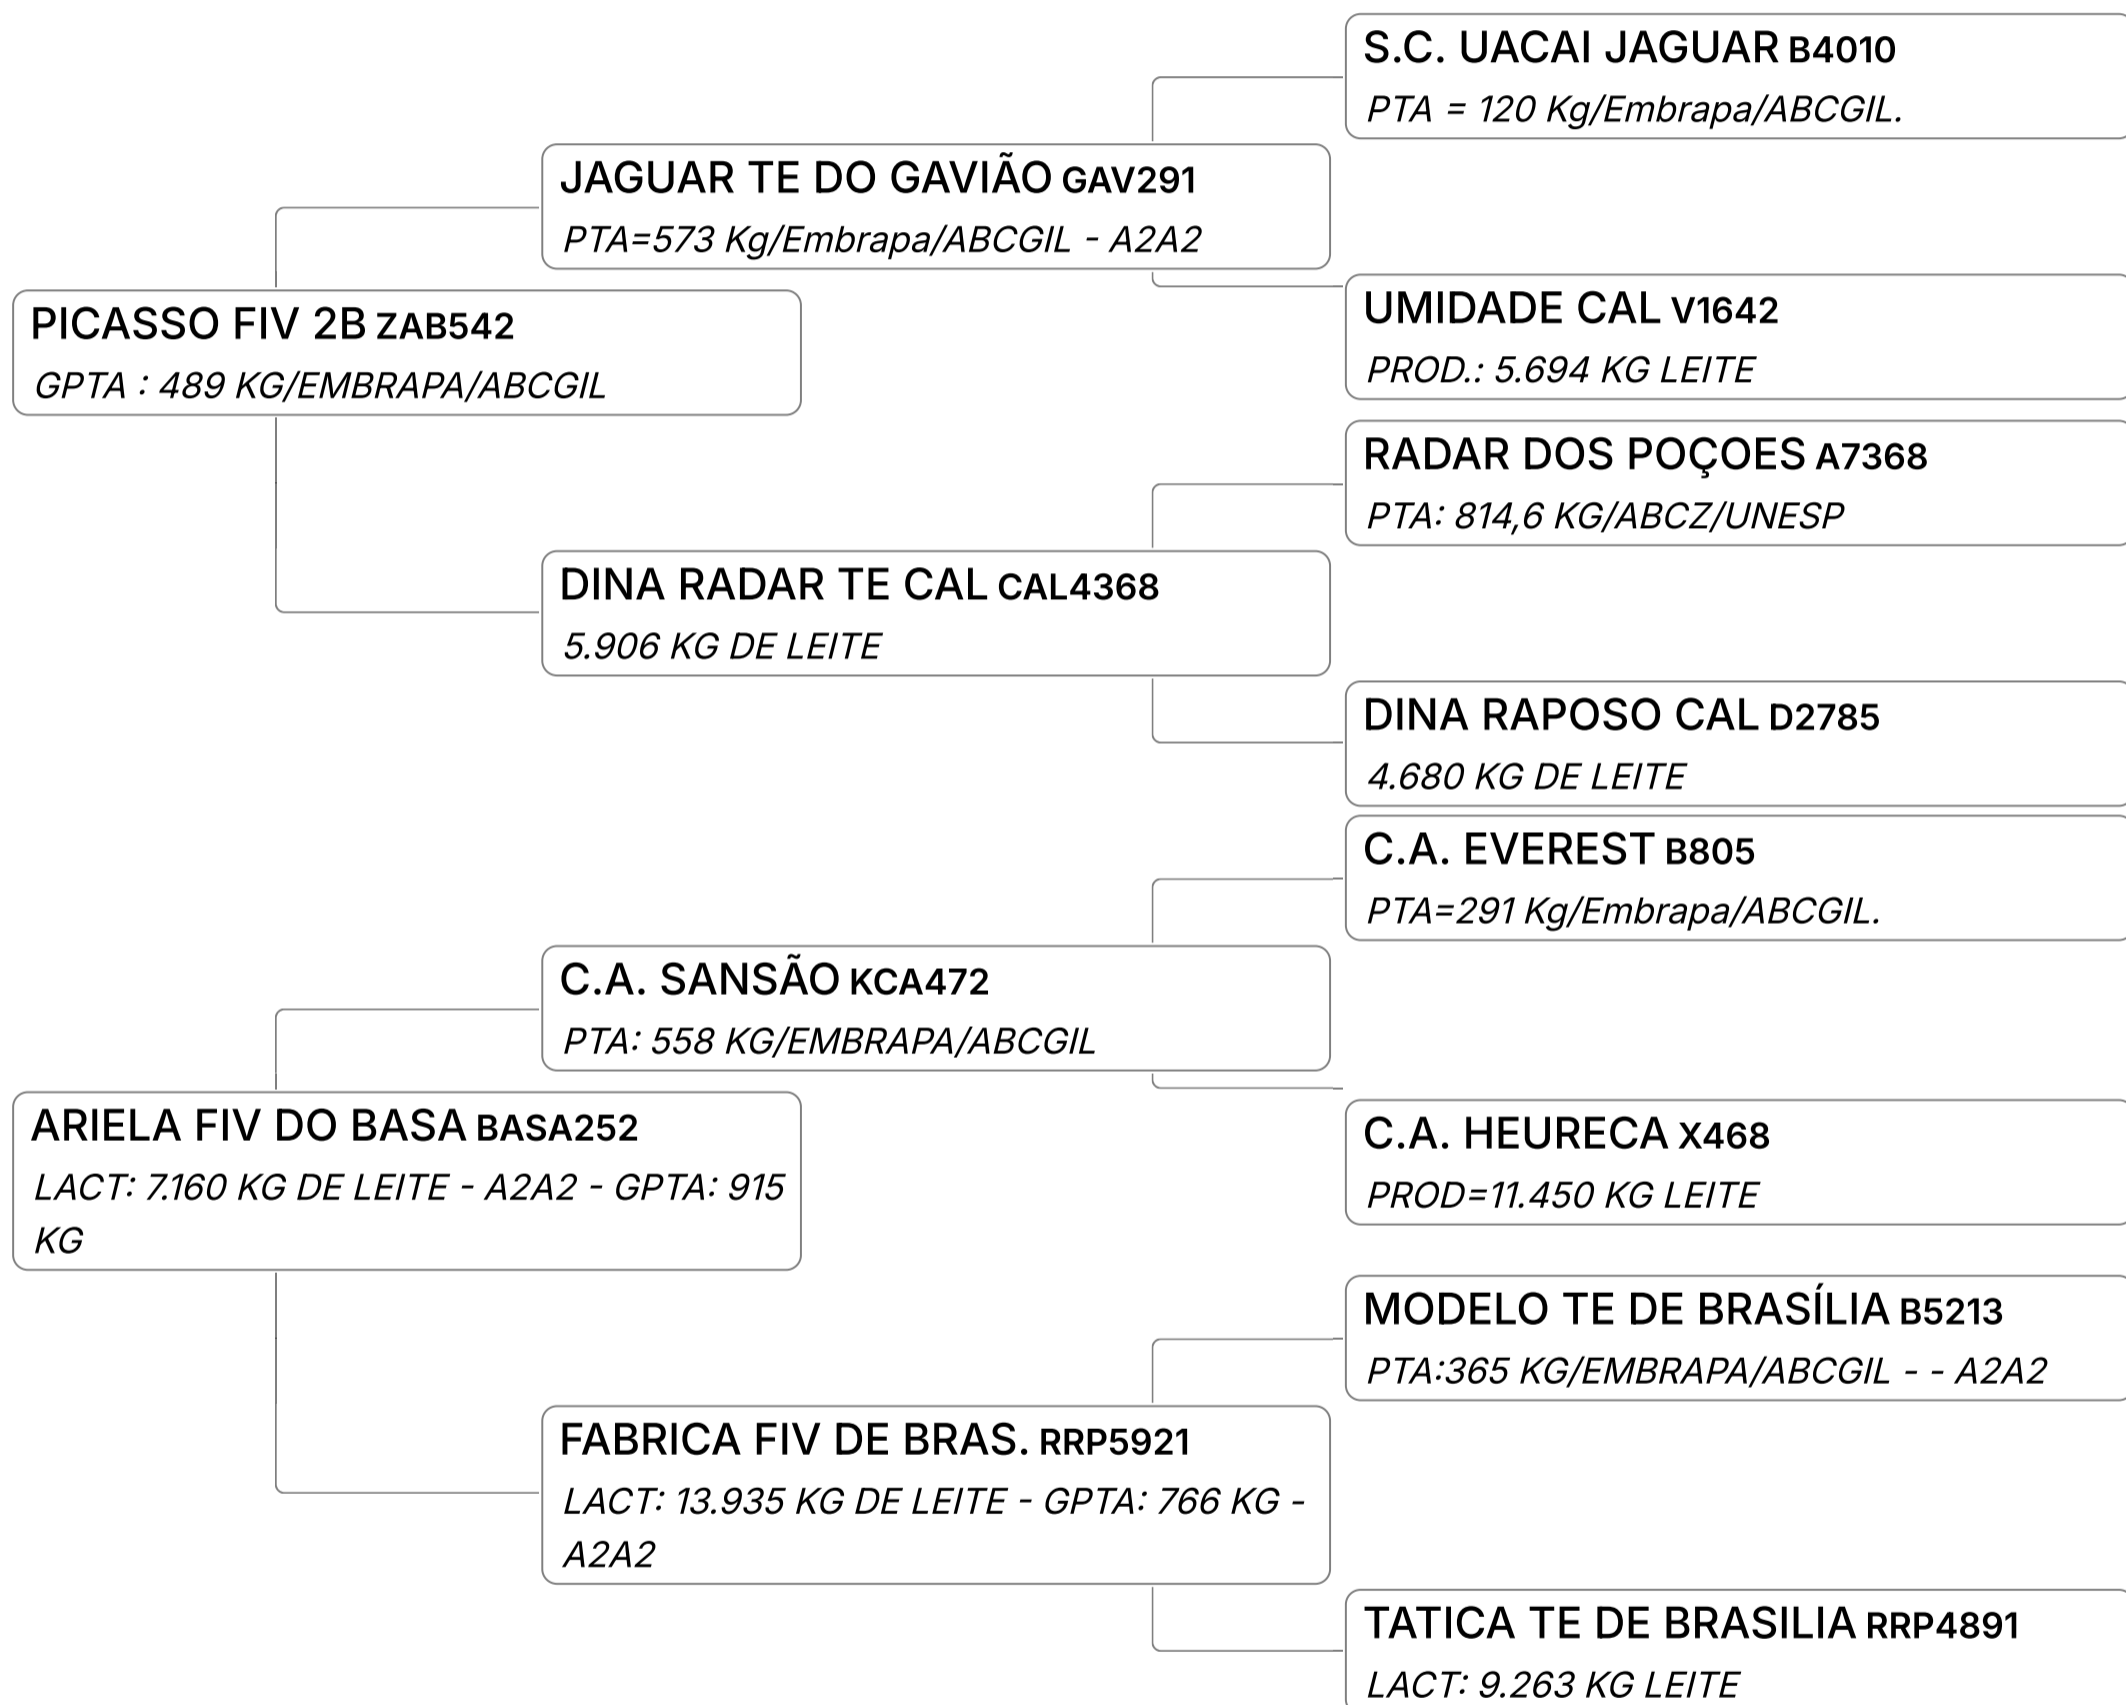 S.C. UACAI JAGUAR B4010
PTA = 120 Kg/Embrapa/ABCGIL.
JAGUAR TE DO GAVIÃO GAV291
PTA=573 Kg/Embrapa/ABCGIL - A2A2
UMIDADE CAL V1642
PROD.: 5.694 KG LEITE
PICASSO FIV 2B ZAB542
GPTA : 489 KG/EMBRAPA/ABCGIL
RADAR DOS POÇOES A7368
PTA: 814,6 KG/ABCZ/UNESP
DINA RADAR TE CAL CAL4368
5.906 KG DE LEITE
DINA RAPOSO CAL D2785
4.680 KG DE LEITE
C.A. EVEREST B805
PTA=291 Kg/Embrapa/ABCGIL.
C.A. SANSÃO KCA472
PTA: 558 KG/EMBRAPA/ABCGIL
C.A. HEURECA X468
PROD=11.450 KG LEITE
ARIELA FIV DO BASA BASA252
LACT: 7.160 KG DE LEITE - A2A2 - GPTA: 915
KG
MODELO TE DE BRASÍLIA B5213
PTA:365 KG/EMBRAPA/ABCGIL - - A2A2
FABRICA FIV DE BRAS. RRP5921
LACT: 13.935 KG DE LEITE - GPTA: 766 KG -
A2A2
TATICA TE DE BRASILIA RRP4891
LACT: 9.263 KG LEITE